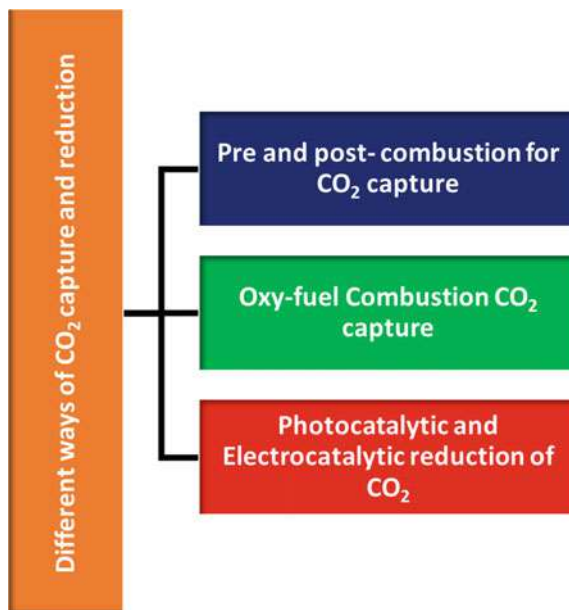 Different ways of CO₂ capture and reduction
Pre and post- combustion for
CO₂ capture
Oxy-fuel Combustion CO₂
capture
Photocatalytic and
Electrocatalytic reduction of
CO₂